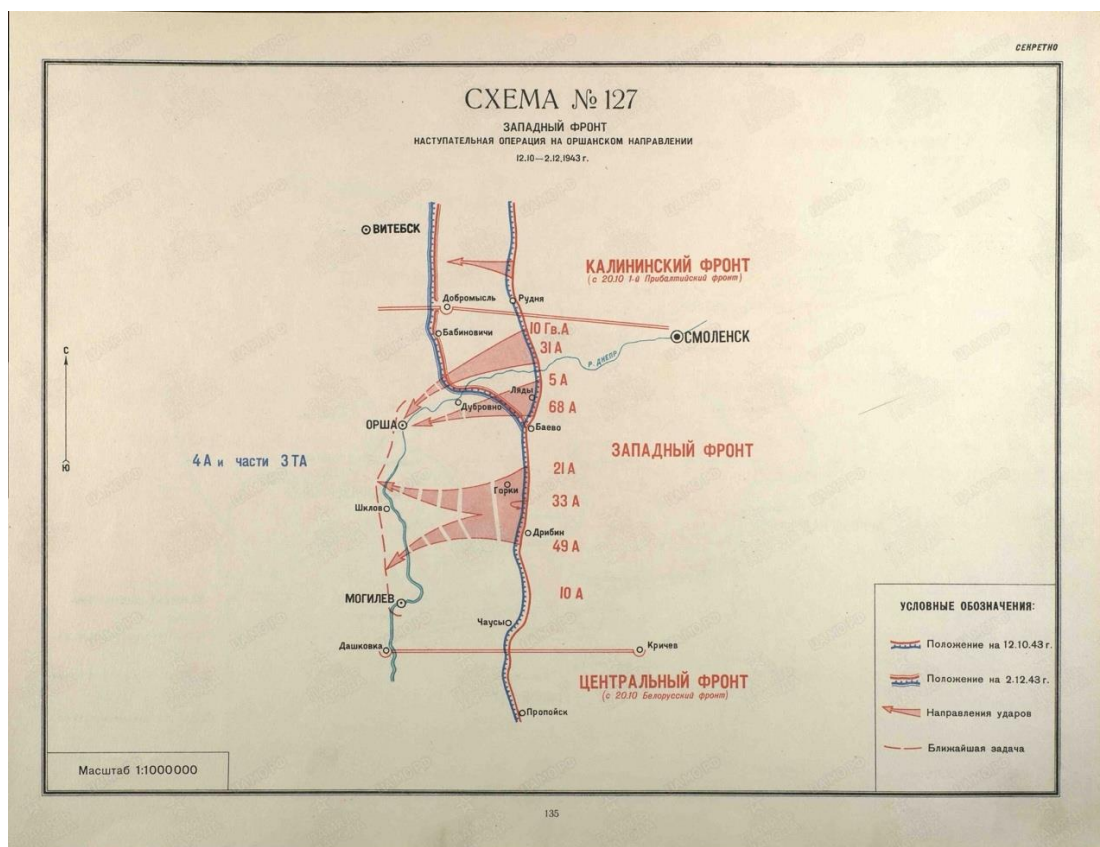 СЕКРЕТНО
СХЕМА № 127
ЗАПАДНЫЙ ФРОНТ
НАСТУПАТЕЛЬНАЯ ОПЕРАЦИЯ НА ОРШАНСКОМ НАПРАВЛЕНИИ
12.10—2.12.1943 г.
ВИТЕБСК
КАЛИНИНСКИЙ ФРОНТ
(с 20.10 1-й Прибалтийский фронт)
Добромысль
Рудня
Бабиновичи
10 Гв.А
31 А
СМОЛЕНСК
Р. ДНЕПР
5 А
Ляды
Дубровно
68 А
ОРША
Баево
ЗАПАДНЫЙ ФРОНТ
4 А и части 3 ТА
21 А
Горки
33 А
Шклов
Дрибин
49 А
10 А
МОГИЛЕВ
Чаусы
Дашковка
Кричев
ЦЕНТРАЛЬНЫЙ ФРОНТ
(с 20.10 Белорусский фронт)
Пропойск
С
Ю
УСЛОВНЫЕ ОБОЗНАЧЕНИЯ:
Положение на 12.10.43 г.
Положение на 2.12.43 г.
Направления ударов
Ближайшая задача
Масштаб 1:1000000
135